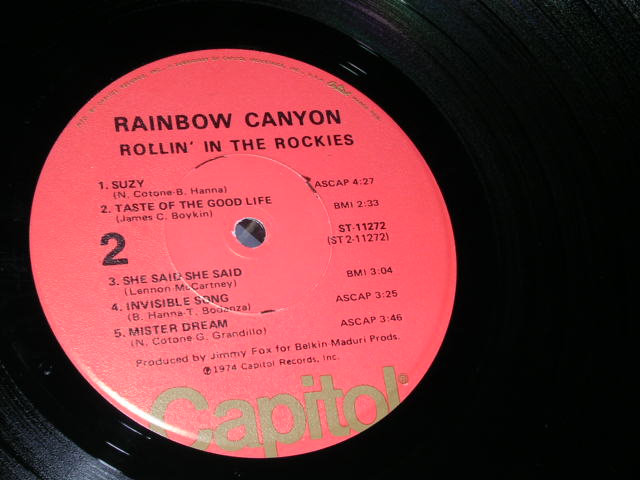 RAINBOW CANYON
ROLLIN' IN THE ROCKIES
1. SUZY ASCAP 4:27
(N. Cotone-B. Hanna)
2. TASTE OF THE GOOD LIFE BMI 2:33
(James C. Boykin)
2
ST-11272
(ST 2-11272)
3. SHE SAID SHE SAID BMI 3:04
(Lennon-McCartney)
4. INVISIBLE SONG ASCAP 3:25
(B. Hanna-T. Bodanza)
5. MISTER DREAM ASCAP 3:46
(N. Cotone-G. Grandillo)
Produced by Jimmy Fox for Belkin-Maduri Prods.
℗1974 Capitol Records, Inc.
Capitol®